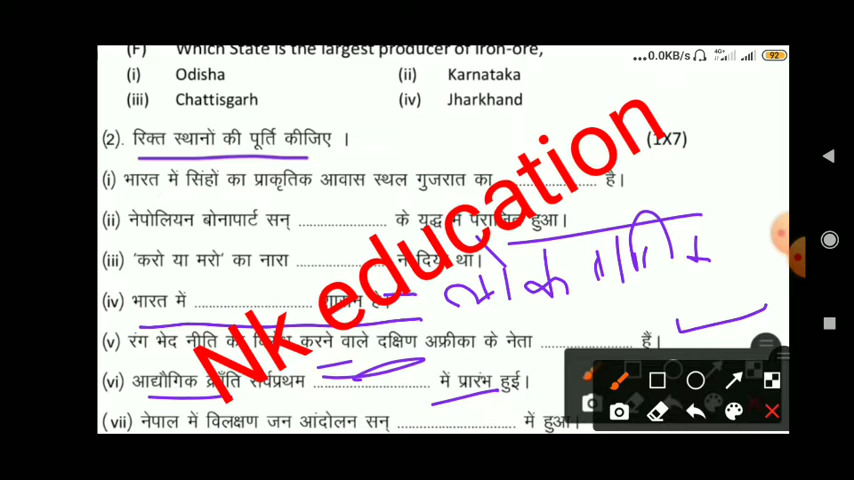 ...0.0KB/s 4G+ 92
(F) Which State is the largest producer of Iron-ore,
(i) Odisha (ii) Karnataka
(iii) Chattisgarh (iv) Jharkhand
(2). रिक्त स्थानों की पूर्ति कीजिए । (1X7)
(i) भारत में सिंहों का प्राकृतिक आवास स्थल गुजरात का .................... है।
(ii) नेपोलियन बोनापार्ट सन् ...................... के युद्ध में पराजित हुआ।
(iii) 'करो या मरो' का नारा ...................... ने दिया था।
(iv) भारत में ............................. शासन है।
(v) रंग भेद नीति का विरोध करने वाले दक्षिण अफ्रीका के नेता ....................... हैं।
(vi) आद्यौगिक क्राँति सर्वप्रथम ............................ में प्रारंभ हुई।
(vii) नेपाल में विलक्षण जन आंदोलन सन् ............................. में हुआ।
Nk education